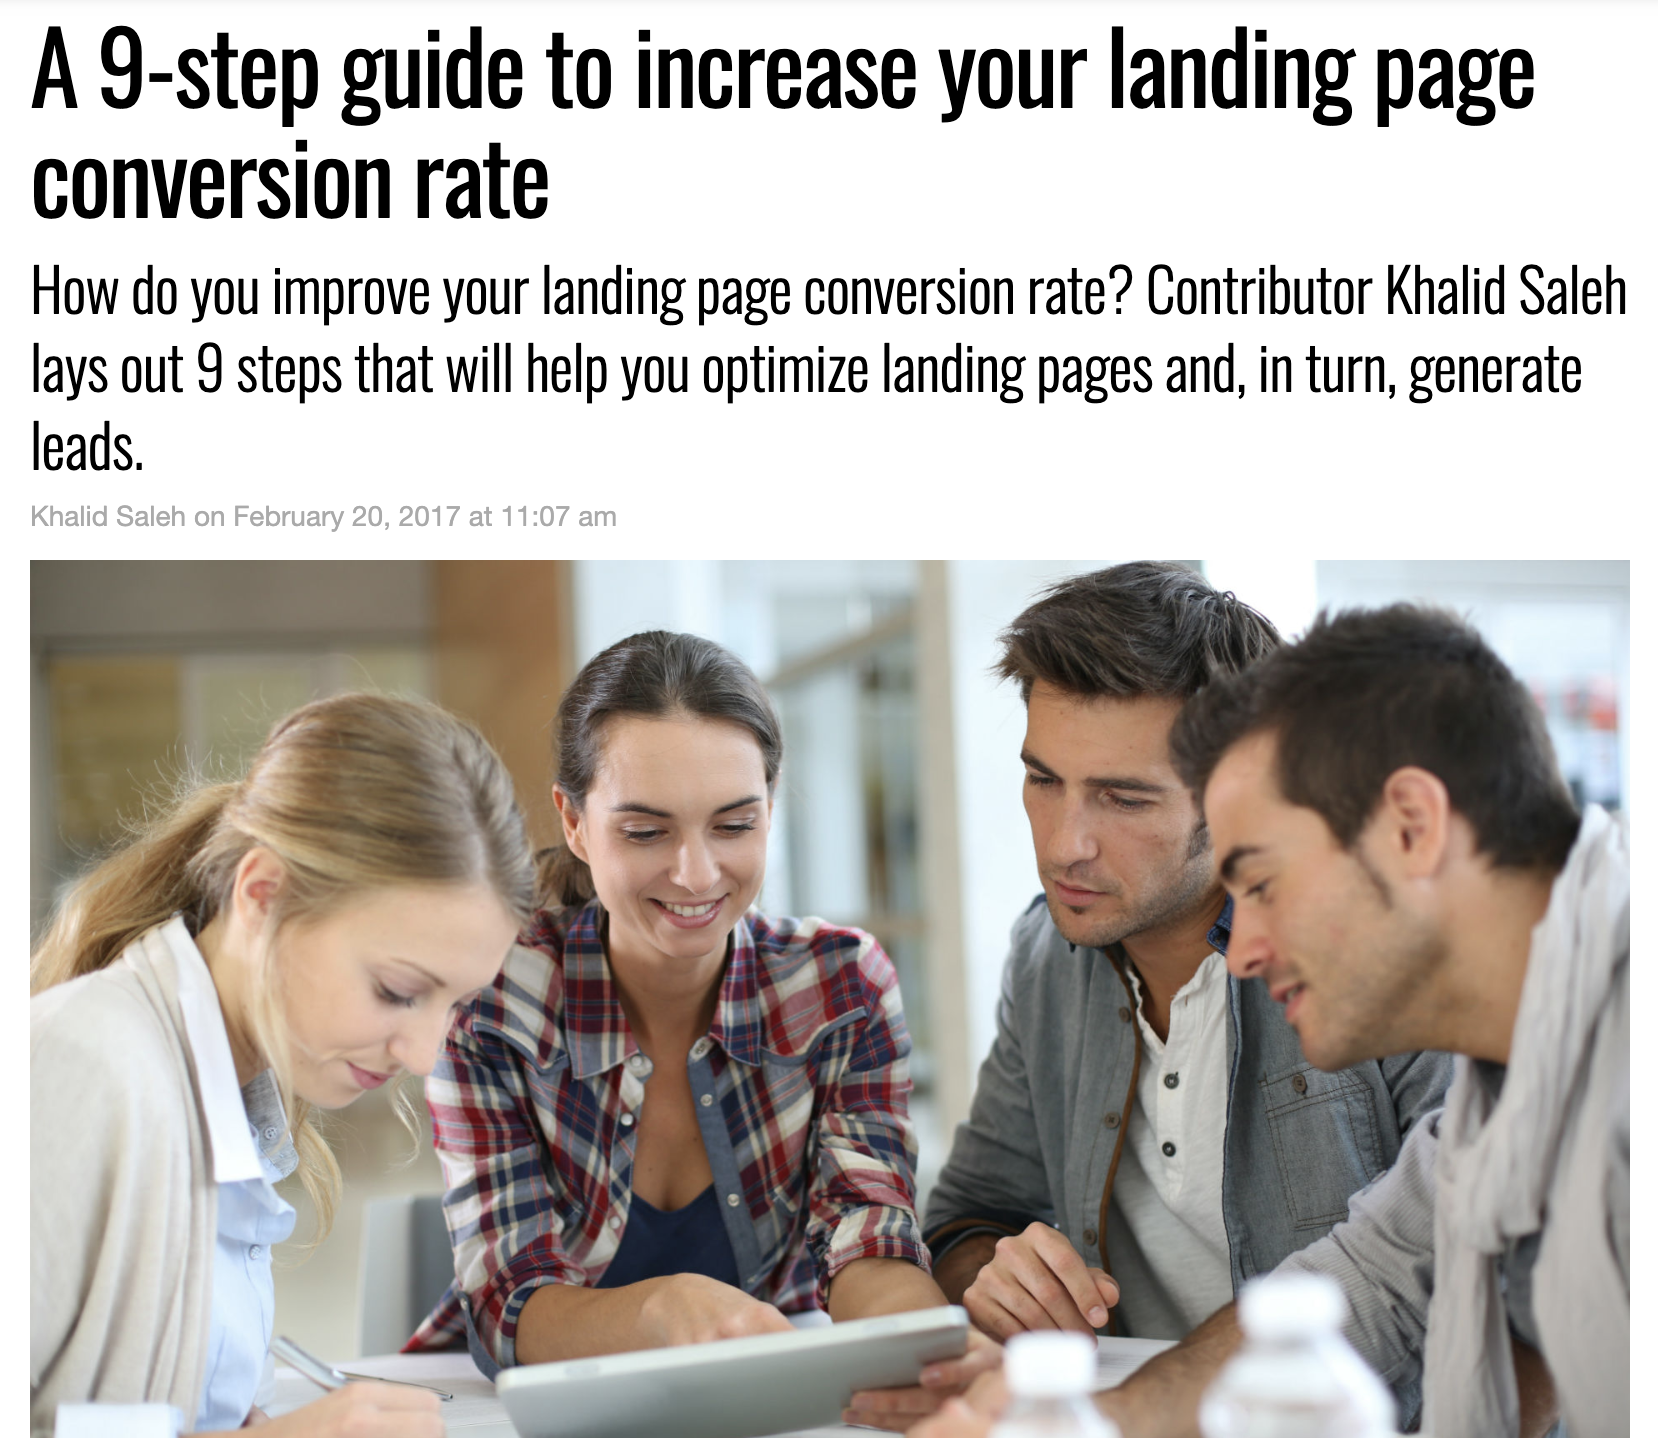 A 9-step guide to increase your landing page
conversion rate
How do you improve your landing page conversion rate? Contributor Khalid Saleh
lays out 9 steps that will help you optimize landing pages and, in turn, generate
leads.
Khalid Saleh on February 20, 2017 at 11:07 am